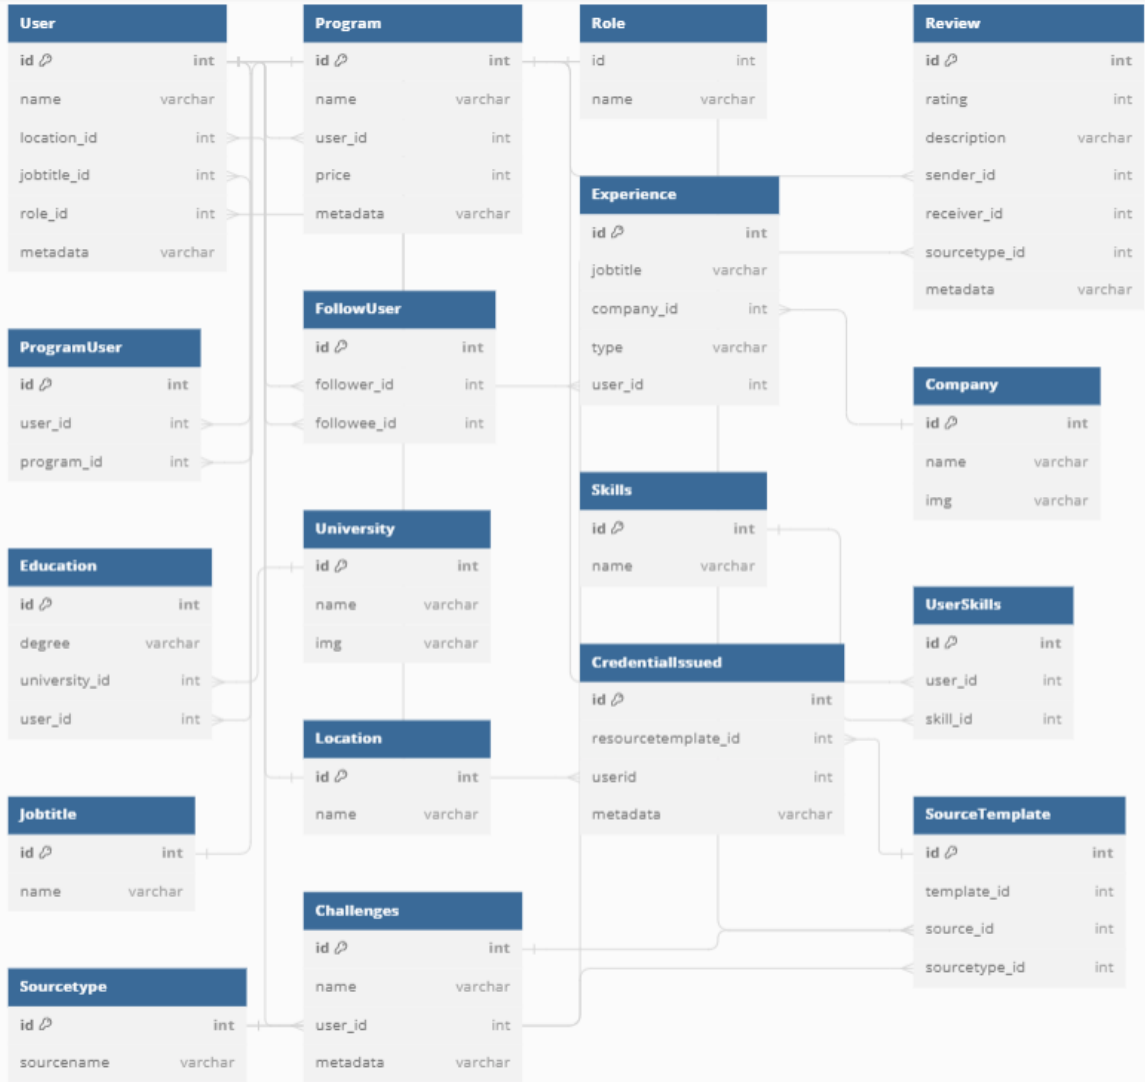 User
id int
name varchar
location_id int
jobtitle_id int
role_id int
metadata varchar
ProgramUser
id int
user_id int
program_id int
Education
id int
degree varchar
university_id int
user_id int
Jobtitle
id int
name varchar
Sourcetype
id int
sourcename varchar
Program
id int
name varchar
user_id int
price int
metadata varchar
FollowUser
id int
follower_id int
followee_id int
University
id int
name varchar
img varchar
Location
id int
name varchar
Challenges
id int
name varchar
user_id int
metadata varchar
Role
id int
name varchar
Experience
id int
jobtitle varchar
company_id int
type varchar
user_id int
Skills
id int
name varchar
CredentialIssued
id int
resourcetemplate_id int
userid int
metadata varchar
Review
id int
rating int
description varchar
sender_id int
receiver_id int
sourcetype_id int
metadata varchar
Company
id int
name varchar
img varchar
UserSkills
id int
user_id int
skill_id int
SourceTemplate
id int
template_id int
source_id int
sourcetype_id int